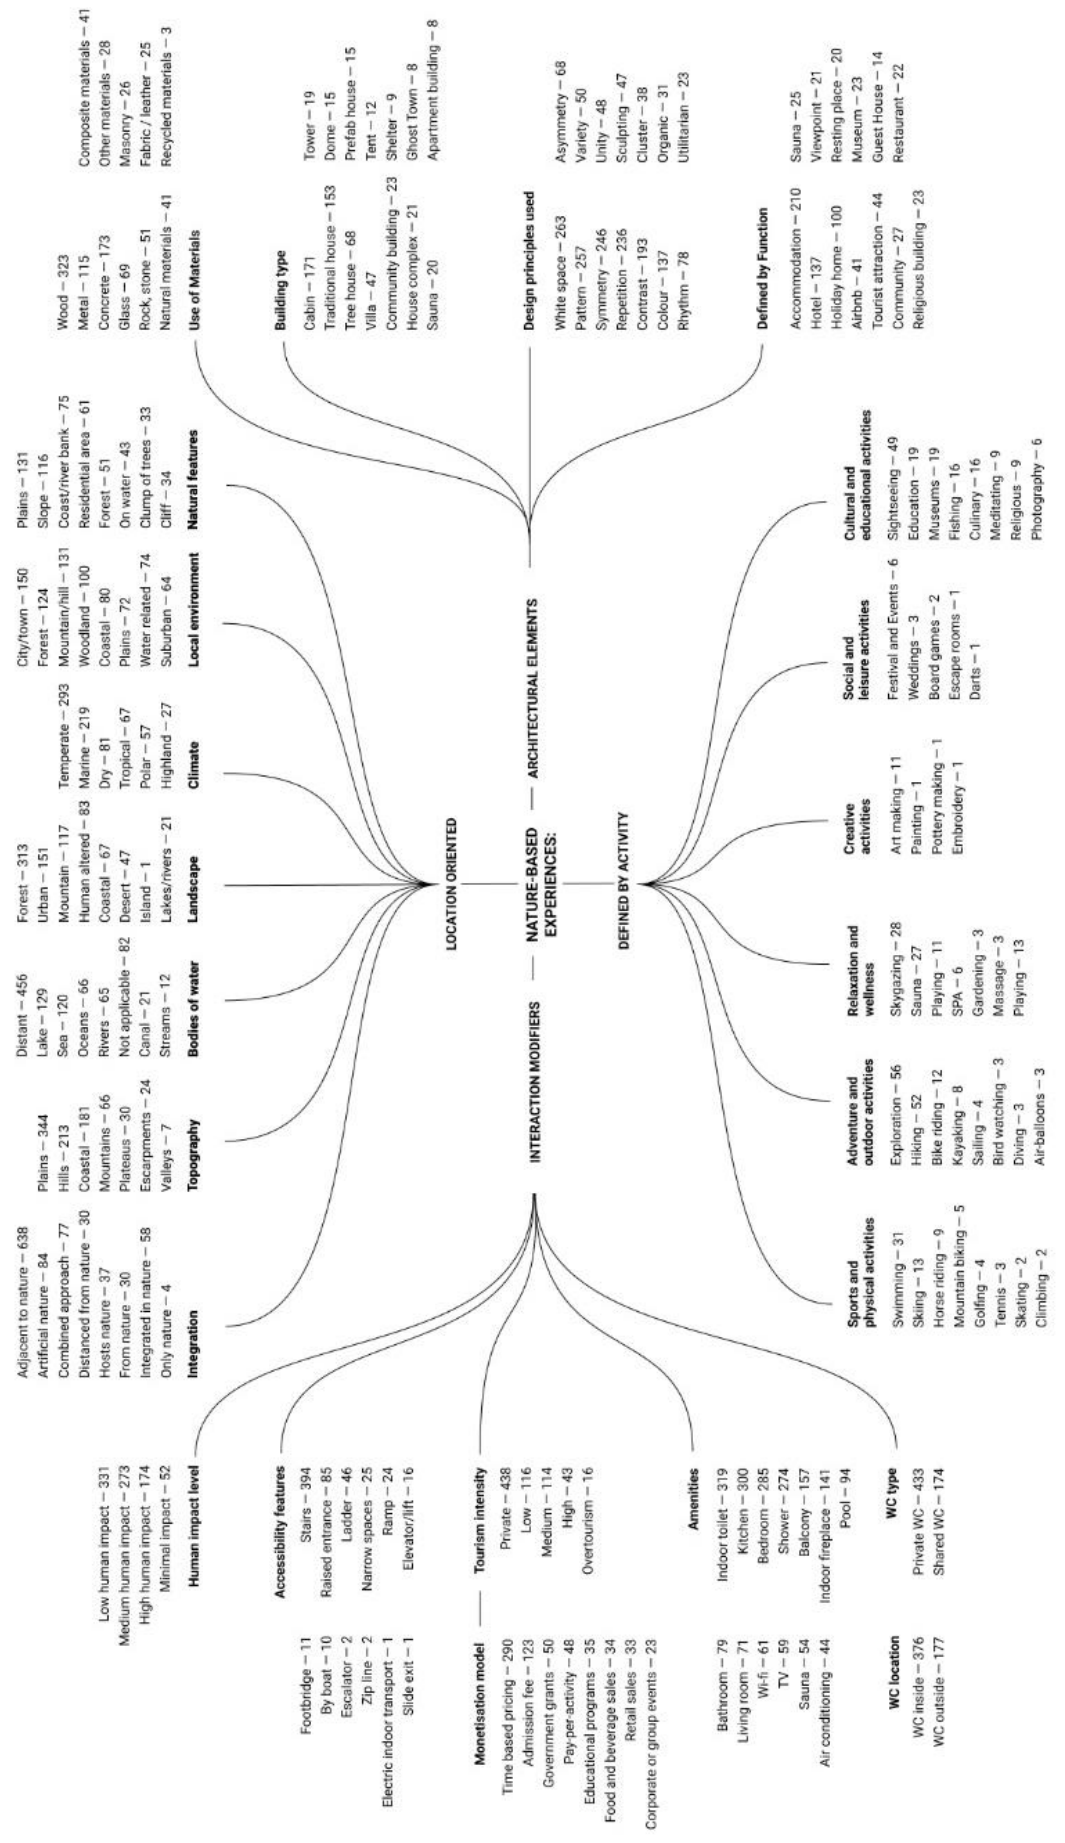 Low human impact – 331
Medium human impact – 273
High human impact – 174
Minimal impact – 52
Human impact level
Adjacent to nature – 638
Artificial nature – 84
Combined approach – 77
Distanced from nature – 30
Hosts nature – 37
From nature – 30
Integrated in nature – 58
Only nature – 4
Integration
Plains – 344
Hills – 213
Coastal – 181
Mountains – 66
Plateaus – 30
Escarpments – 24
Valleys – 7
Topography
Distant – 456
Lake – 129
Sea – 120
Oceans – 66
Rivers – 65
Not applicable – 82
Canal – 21
Streams – 12
Bodies of water
Forest – 313
Urban – 151
Mountain – 117
Human altered – 83
Coastal – 67
Desert – 47
Island – 1
Lakes/rivers – 21
Landscape
Temperate – 293
Marine – 219
Dry – 81
Tropical – 67
Polar – 57
Highland – 27
Climate
City/town – 150
Forest – 124
Mountain/hill – 131
Woodland – 100
Coastal – 80
Plains – 72
Water related – 74
Suburban – 64
Local environment
Plains – 131
Slope – 116
Coast/river bank – 75
Residential area – 61
Forest – 51
On water – 43
Clump of trees – 33
Cliff – 34
Natural features
Wood – 323
Metal – 115
Concrete – 173
Glass – 69
Rock, stone – 51
Natural materials – 41
Composite materials – 41
Other materials – 28
Masonry – 26
Fabric / leather – 25
Recycled materials – 3
Use of Materials
Footbridge – 11
By boat – 10
Escalator – 2
Zip line – 2
Electric indoor transport – 1
Slide exit – 1
Accessibility features
Stairs – 394
Raised entrance – 85
Ladder – 46
Narrow spaces – 25
Ramp – 24
Elevator/lift – 16
Building type
Cabin – 171
Traditional house – 153
Tree house – 68
Villa – 47
Community building – 23
House complex – 21
Sauna – 20
Tower – 19
Dome – 15
Prefab house – 15
Tent – 12
Shelter – 9
Ghost Town – 8
Apartment building – 8
LOCATION ORIENTED
Monetisation model
Time based pricing – 290
Admission fee – 123
Government grants – 50
Pay-per-activity – 48
Educational programs – 35
Food and beverage sales – 34
Retail sales – 33
Corporate or group events – 23
Tourism intensity
Private – 438
Low – 116
Medium – 114
High – 43
Overtourism – 16
INTERACTION MODIFIERS
NATURE-BASED
EXPERIENCES:
ARCHITECTURAL ELEMENTS
Design principles used
White space – 263
Pattern – 257
Symmetry – 246
Repetition – 236
Contrast – 193
Colour – 137
Rhythm – 78
Asymmetry – 68
Variety – 50
Unity – 48
Sculpting – 47
Cluster – 38
Organic – 31
Utilitarian – 23
DEFINED BY ACTIVITY
Bathroom – 79
Living room – 71
Wi-fi – 61
TV – 59
Sauna – 54
Air conditioning – 44
Amenities
Indoor toilet – 319
Kitchen – 300
Bedroom – 285
Shower – 274
Balcony – 157
Indoor fireplace – 141
Pool – 94
Defined by Function
Accommodation – 210
Hotel – 137
Holiday home – 100
Airbnb – 41
Tourist attraction – 44
Community – 27
Religious building – 23
Sauna – 25
Viewpoint – 21
Resting place – 20
Museum – 23
Guest House – 14
Restaurant – 22
WC location
WC inside – 376
WC outside – 177
WC type
Private WC – 433
Shared WC – 174
Sports and
physical activities
Swimming – 31
Skiing – 13
Horse riding – 9
Mountain biking – 5
Golfing – 4
Tennis – 3
Skating – 2
Climbing – 2
Adventure and
outdoor activities
Exploration – 56
Hiking – 52
Bike riding – 12
Kayaking – 8
Sailing – 4
Bird watching – 3
Diving – 3
Air-balloons – 3
Relaxation and
wellness
Skygazing – 28
Sauna – 27
Playing – 11
SPA – 6
Gardening – 3
Massage – 3
Playing – 13
Creative
activities
Art making – 11
Painting – 1
Pottery making – 1
Embroidery – 1
Social and
leisure activities
Festival and Events – 6
Weddings – 3
Board games – 2
Escape rooms – 1
Darts – 1
Cultural and
educational activities
Sightseeing – 49
Education – 19
Museums – 19
Fishing – 16
Culinary – 16
Meditating – 9
Religious – 9
Photography – 6